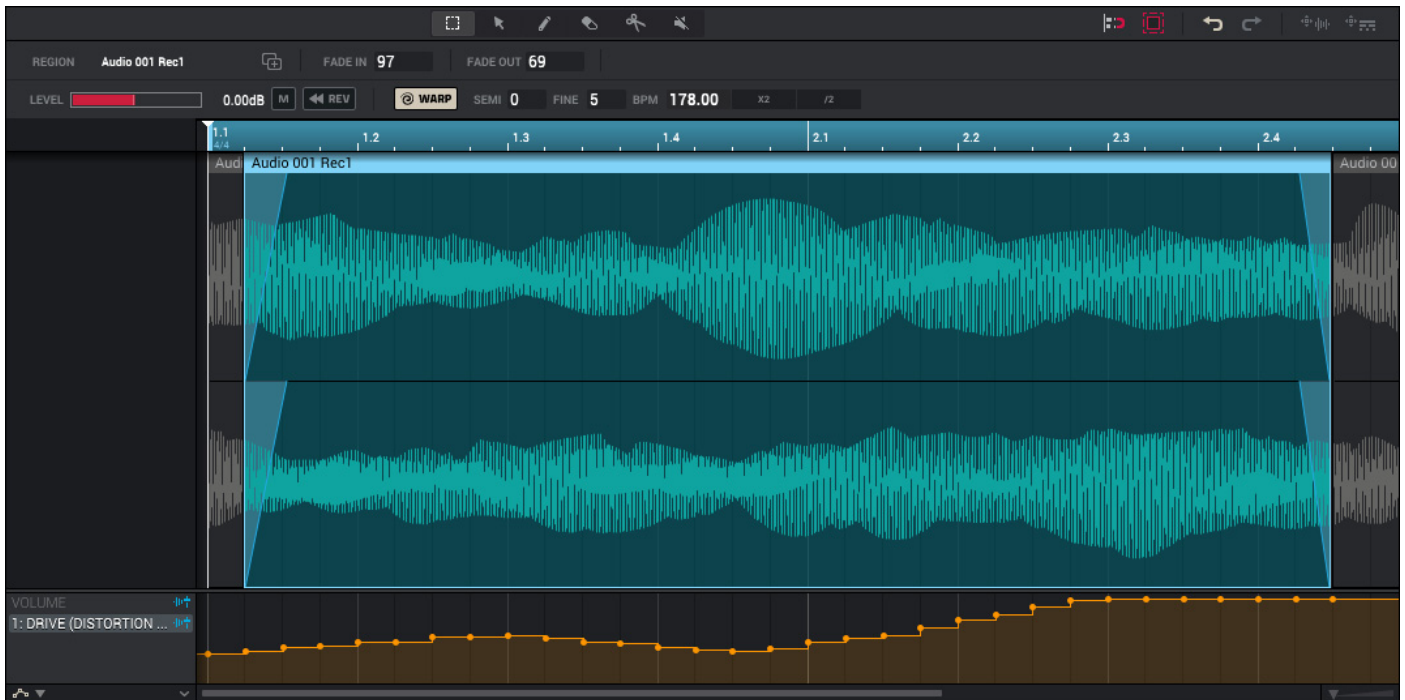 REGION Audio 001 Rec1 FADE IN 97 FADE OUT 69
LEVEL 0.00dB M REV WARP SEMI 0 FINE 5 BPM 178.00 X2 /2
1.1 1.2 1.3 1.4 2.1 2.2 2.3 2.4
4/4
Aud Audio 001 Rec1 Audio 00
VOLUME
1: DRIVE (DISTORTION ...